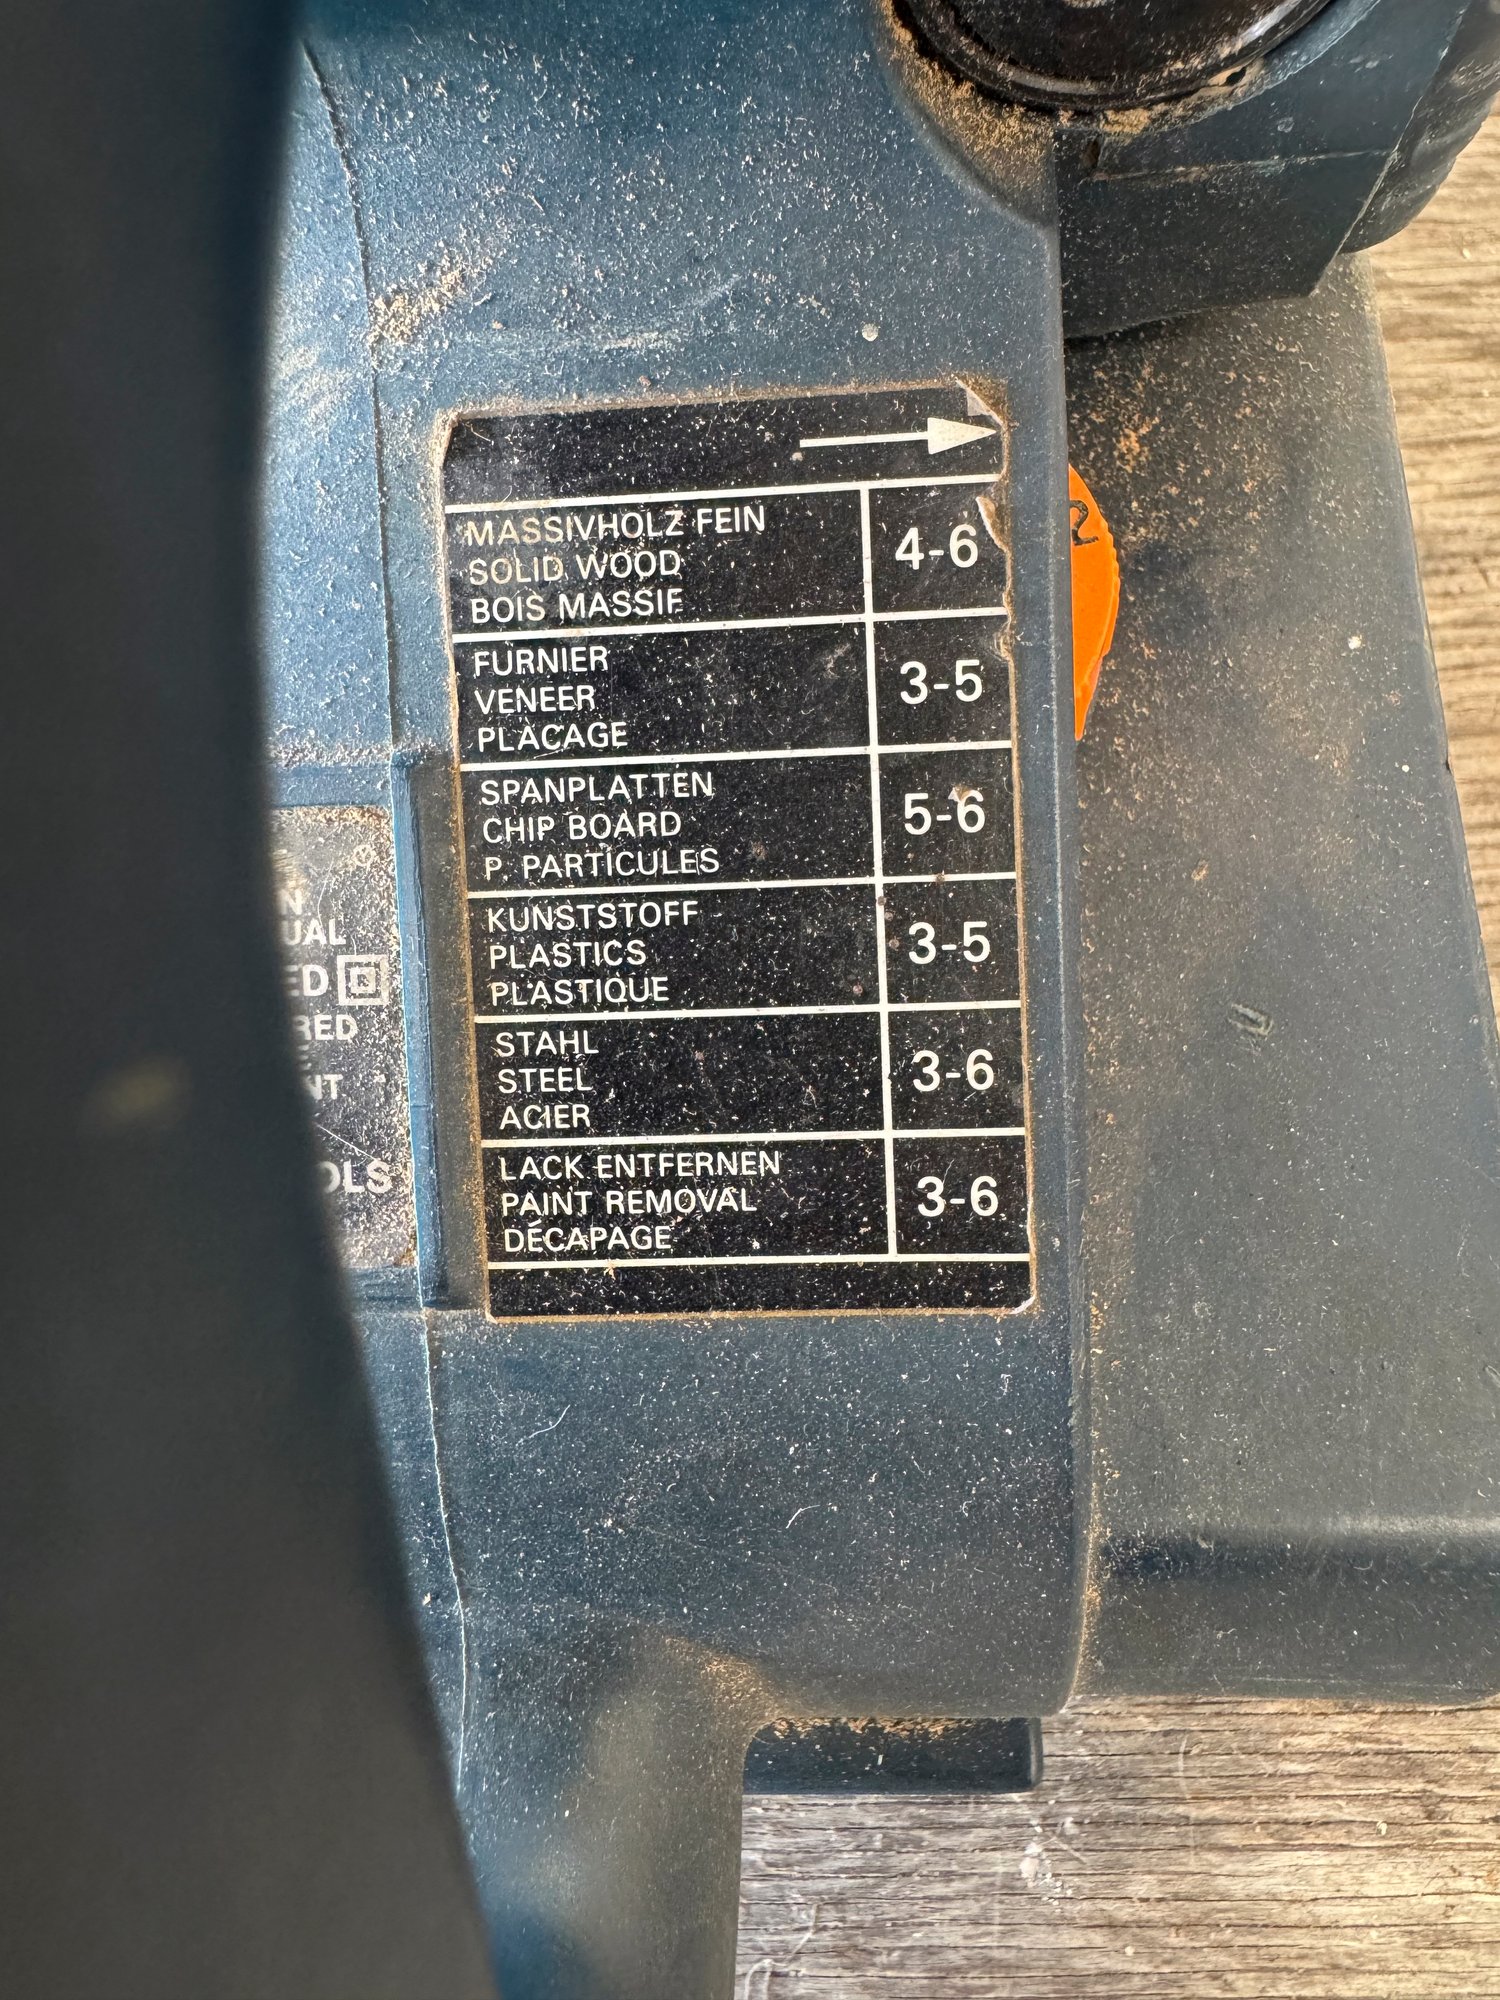 MASSIVHOLZ FEIN
SOLID WOOD
BOIS MASSIF
4-6
FURNIER
VENEER
PLACAGE
3-5
SPANPLATTEN
CHIP BOARD
P. PARTICULES
5-6
KUNSTSTOFF
PLASTICS
PLASTIQUE
3-5
STAHL
STEEL
ACIER
3-6
LACK ENTFERNEN
PAINT REMOVAL
DÉCAPAGE
3-6
2